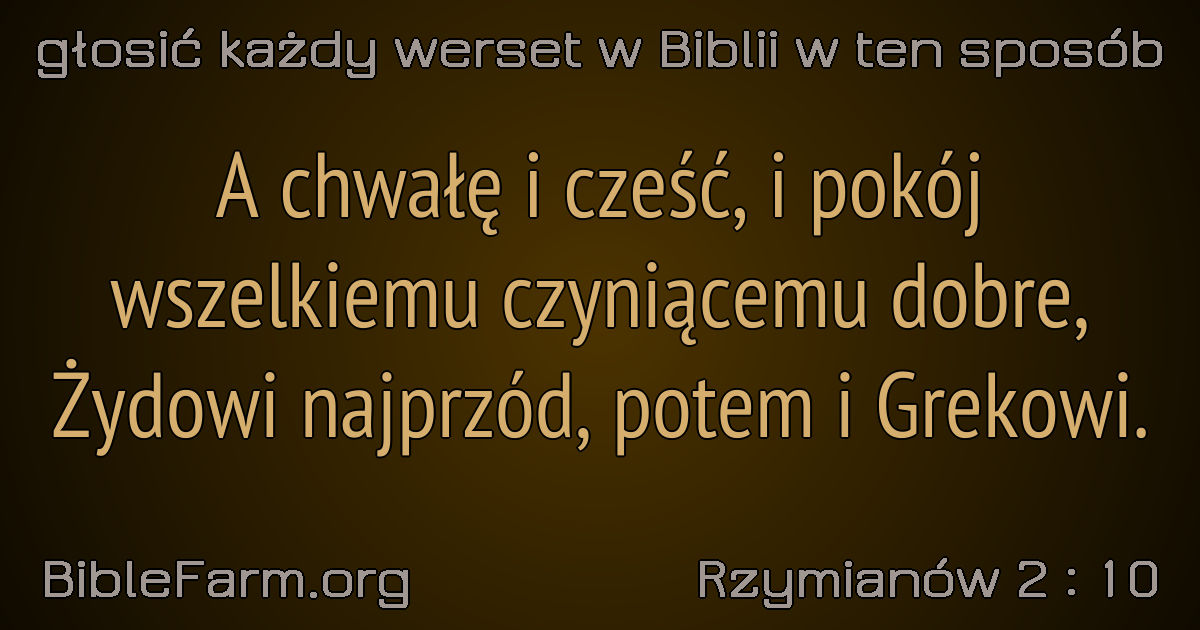 głosić każdy werset w Biblii w ten sposób
A chwałę i cześć, i pokój
wszelkiemu czyniącemu dobre,
Żydowi najprzód, potem i Grekowi.
BibleFarm.org
Rzymianów 2 : 10